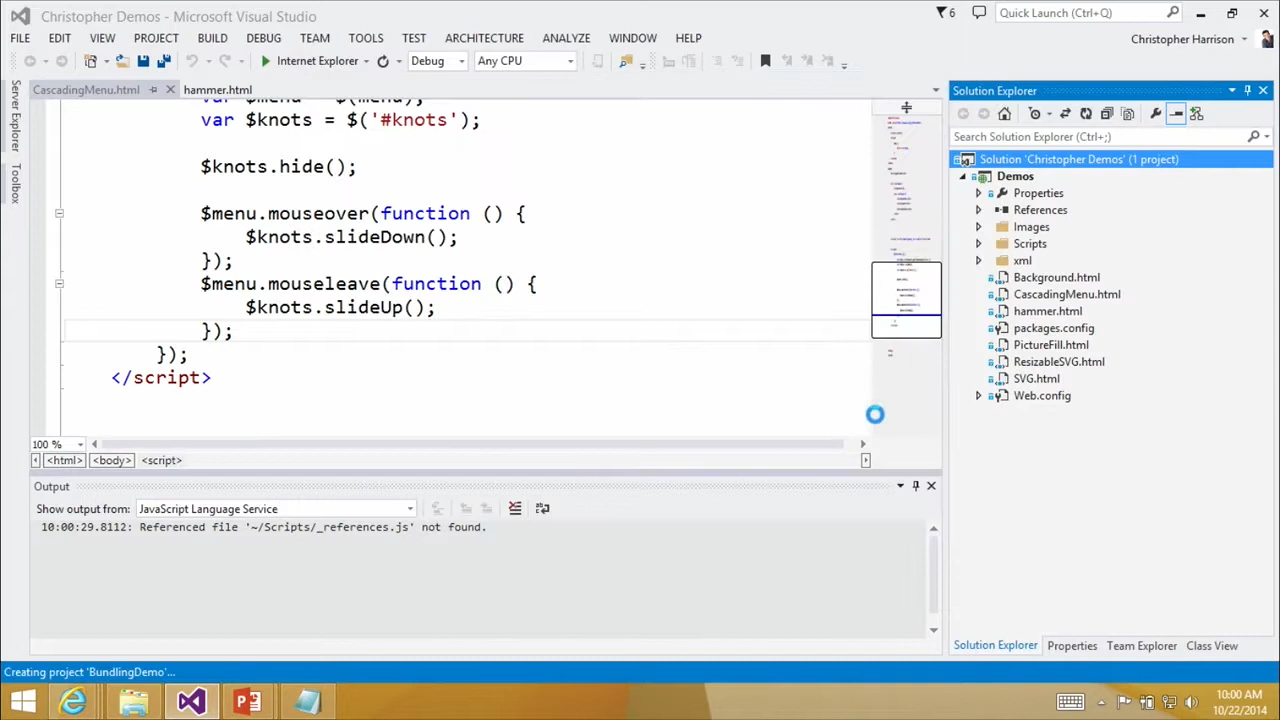 Christopher Demos - Microsoft Visual Studio
6
Quick Launch (Ctrl+Q)
FILE EDIT VIEW PROJECT BUILD DEBUG TEAM TOOLS TEST ARCHITECTURE ANALYZE WINDOW HELP
Christopher Harrison
Internet Explorer
Debug
Any CPU
Server Explorer
Toolbox
CascadingMenu.html
hammer.html
var $knots = $('#knots');
$knots.hide();
$menu.mouseover(function () {
$knots.slideDown();
});
$menu.mouseleave(function () {
$knots.slideUp();
});
});
</script>
100 %
<html> <body> <script>
Output
Show output from: JavaScript Language Service
10:00:29.8112: Referenced file '~/Scripts/_references.js' not found.
Solution Explorer
Search Solution Explorer (Ctrl+;)
Solution 'Christopher Demos' (1 project)
Demos
Properties
References
Images
Scripts
xml
Background.html
CascadingMenu.html
hammer.html
packages.config
PictureFill.html
ResizableSVG.html
SVG.html
Web.config
Solution Explorer Properties Team Explorer Class View
Creating project 'BundlingDemo'...
10:00 AM
10/22/2014